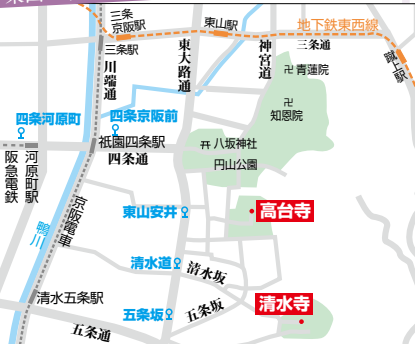 三条
京阪駅
東山駅
地下鉄東西線
三条駅
川端通
東大路通
神宮道
三条通
蹴上駅
卍 青蓮院
卍
知恩院
四条河原町
四条京阪前
祇園四条駅
四条通
八坂神社
円山公園
阪急電鉄
河原町駅
鴨川
京阪電車
東山安井
高台寺
清水道
清水坂
清水五条駅
清水寺
五条坂
五条坂
五条通